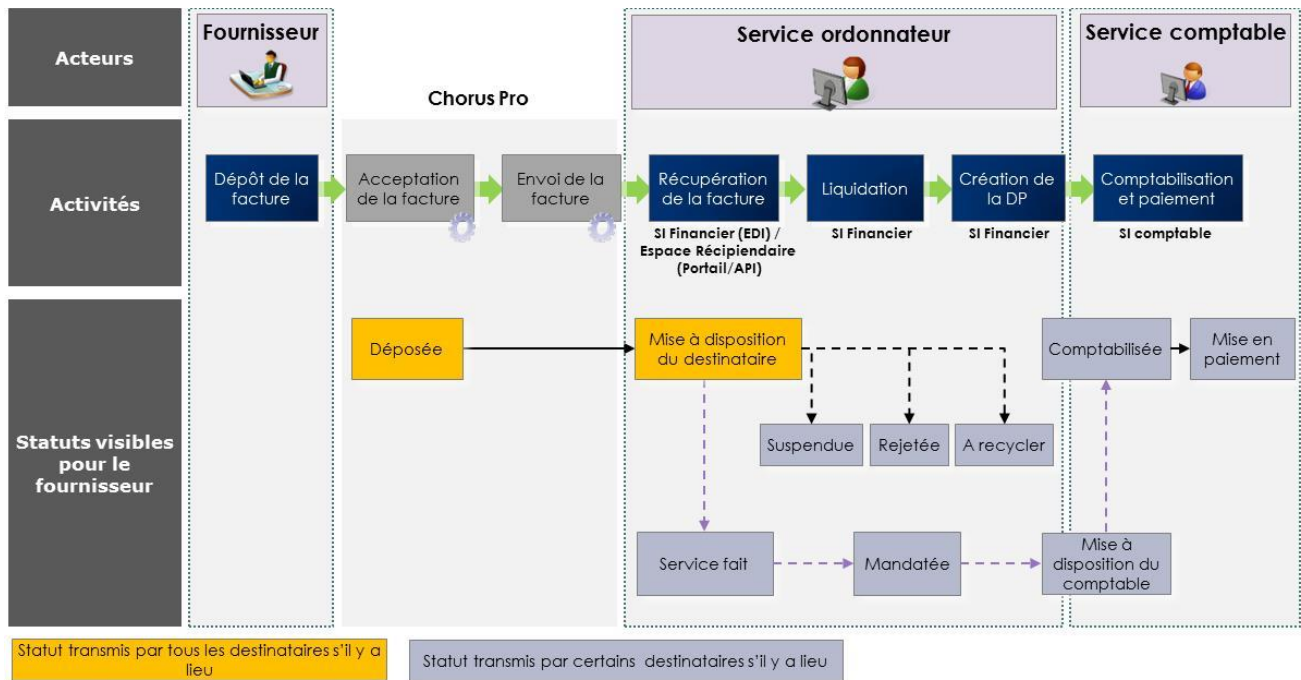 Acteurs
Fournisseur
Chorus Pro
Service ordonnateur
Service comptable
Activités
Dépôt de la
facture
Acceptation
de la facture
Envoi de la
facture
Récupération
de la facture
SI Financier (EDI) /
Espace Récipiendaire
(Portail/API)
Liquidation
SI Financier
Création de
la DP
SI Financier
Comptabilisation
et paiement
SI comptable
Statuts visibles
pour le
fournisseur
Déposée
Mise à disposition
du destinataire
Comptabilisée
Mise en
paiement
Suspendue
Rejetée
A recycler
Service fait
Mandatée
Mise à
disposition du
comptable
Statut transmis par tous les destinataires s’il y a
lieu
Statut transmis par certains destinataires s’il y a lieu